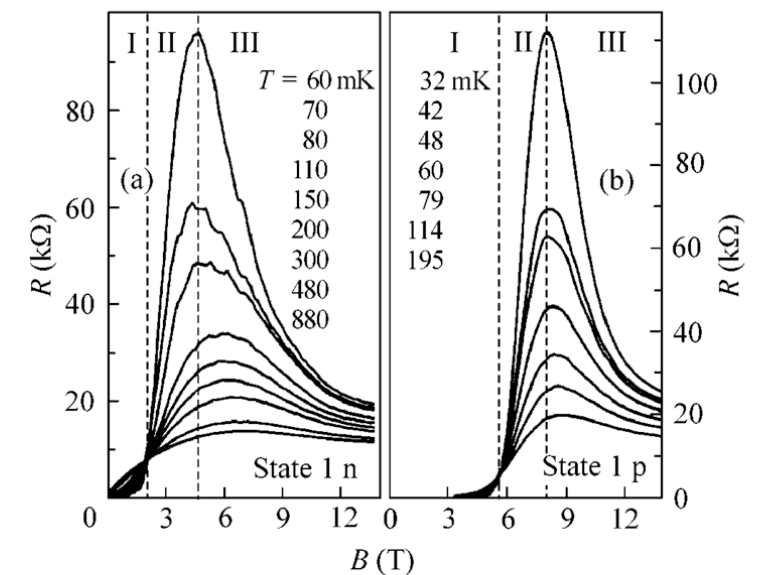 I II III
T = 60 mK
70
80
110
150
200
300
480
880
(a)
State 1 n
80
60
40
20
R (kΩ)
0 3 6 9 12
I II III
32 mK
42
48
60
79
114
195
(b)
State 1 p
100
80
60
40
20
0
R (kΩ)
0 3 6 9 12
B (T)